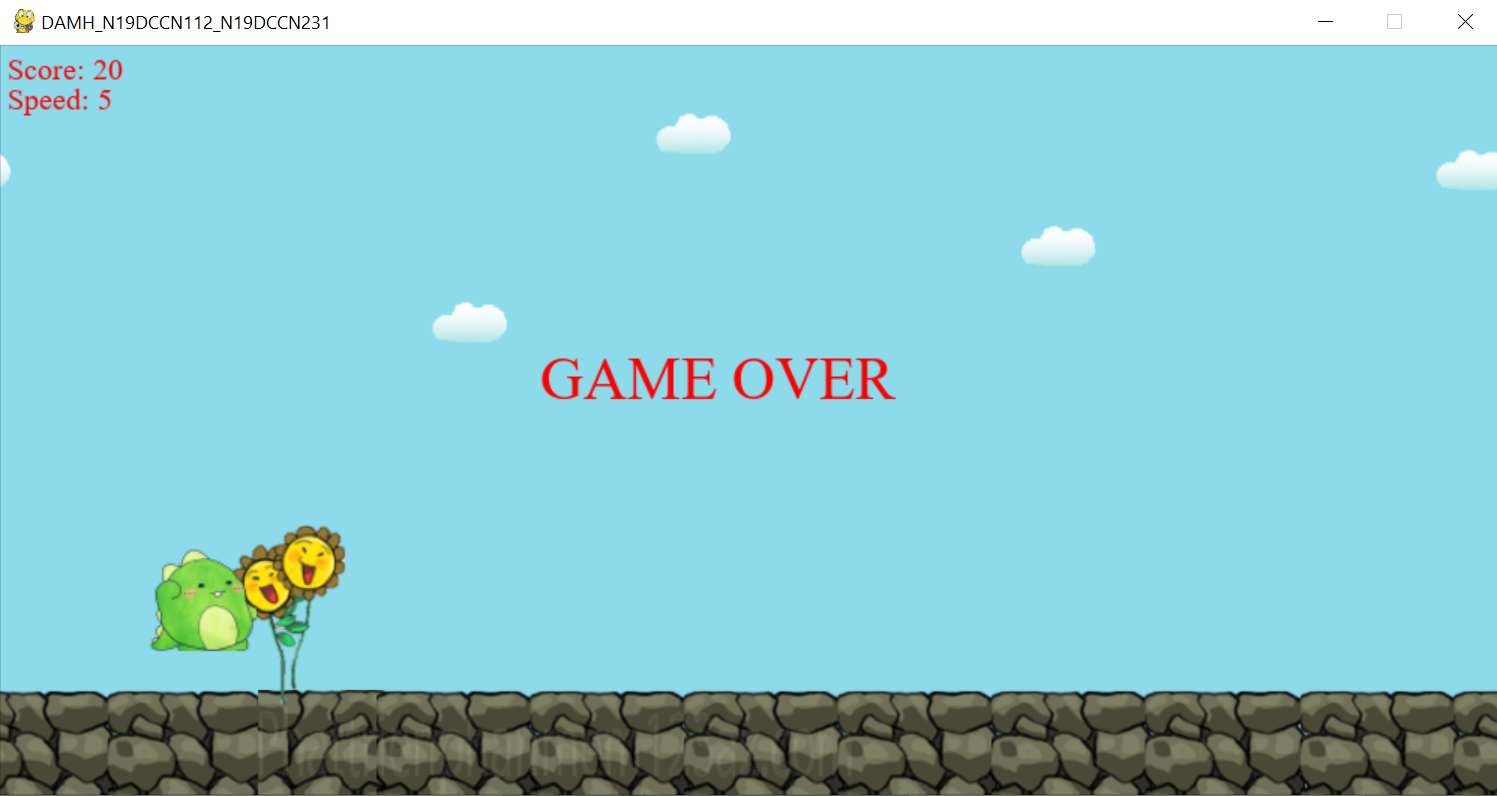 DAMH_N19DCCN112_N19DCCN231
Score: 20
Speed: 5
GAME OVER